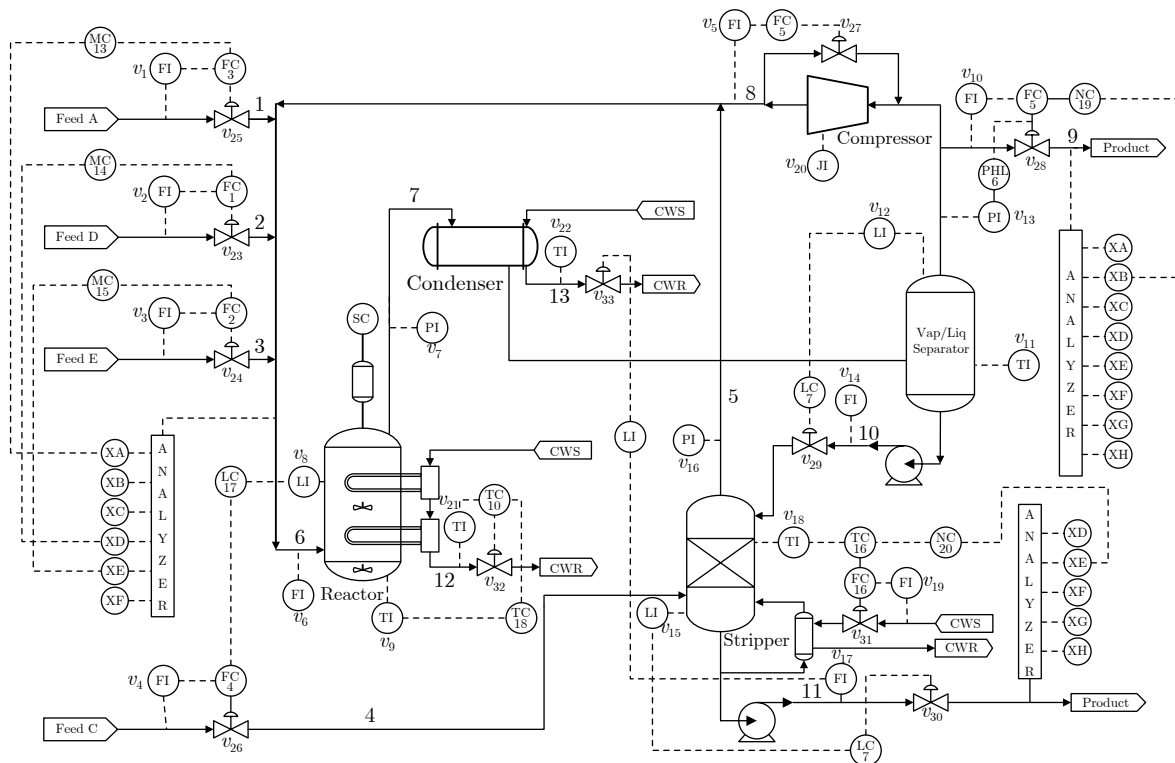 MC
13
v1
FI
FC
3
Feed A
1
v25
MC
14
v2
FI
FC
1
Feed D
2
v23
MC
15
v3
FI
FC
2
Feed E
3
v24
v5
FI
FC
5
v27
8
Compressor
v20
JI
v10
FI
FC
5
NC
19
9
Product
v28
PHL
6
PI
v13
v12
LI
7
CWS
v22
TI
Condenser
13
v33
CWR
SC
PI
v7
Vap/Liq
Separator
v11
TI
A
N
A
L
Y
Z
E
R
XA
XB
XC
XD
XE
XF
XG
XH
5
LC
7
v14
FI
10
v29
LI
PI
v16
A
N
A
L
Y
Z
E
R
XA
XB
XC
XD
XE
XF
LC
17
v8
LI
CWS
v21
TI
TC
10
6
FI
v6
12
v32
CWR
Reactor
TI
v9
TC
18
v18
TI
TC
16
NC
20
FC
16
FI
v19
LI
v15
Stripper
v31
CWS
CWR
A
N
A
L
Y
Z
E
R
XD
XE
XF
XG
XH
v4
FI
FC
4
Feed C
4
v26
v17
FI
11
v30
LC
7
Product